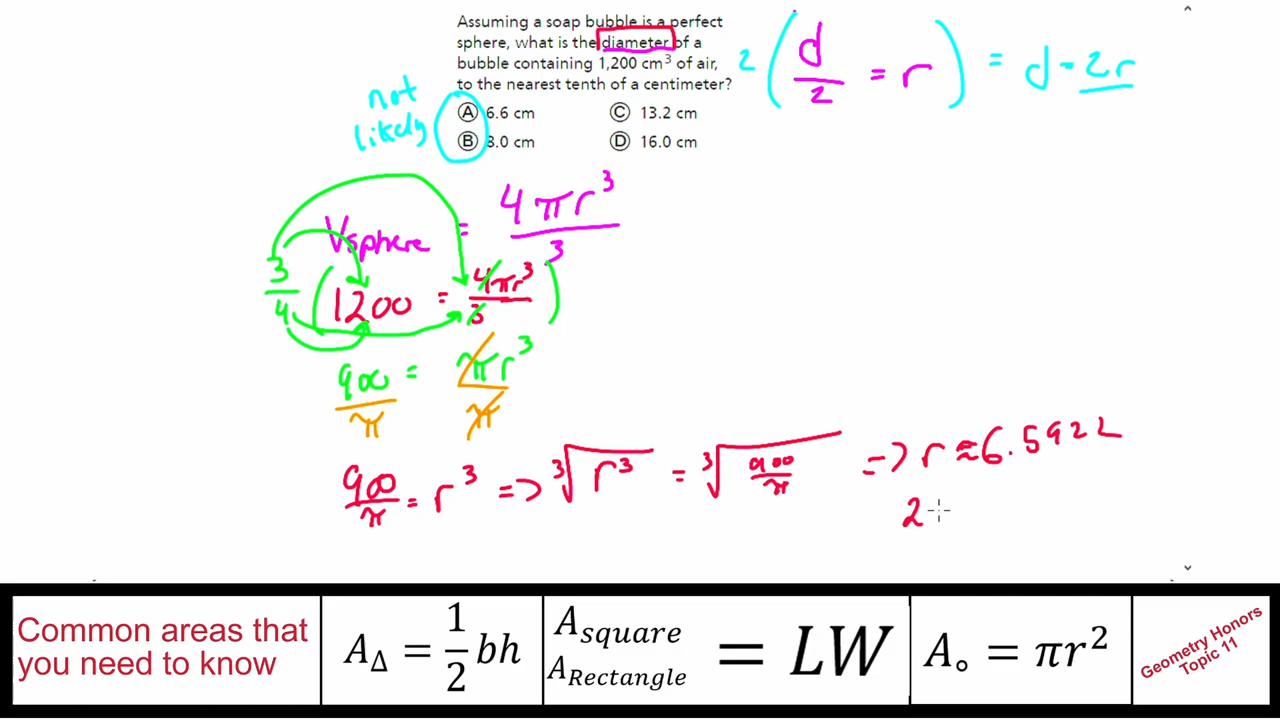 Assuming a soap bubble is a perfect
sphere, what is the diameter of a
bubble containing 1,200 cm³ of air,
to the nearest tenth of a centimeter?
Ⓐ 6.6 cm Ⓒ 13.2 cm
Ⓑ 8.0 cm Ⓓ 16.0 cm
not
likely
2 ( d/2 = r ) = d = 2r
Vsphere = 4πr³/3
3/4 ( 1200 = 4πr³/3 )
900/π = πr³/π
900/π = r³ => ³√r³ = ³√900/π => r ≈ 6.5922
2
Common areas that
you need to know
A△ = 1/2 bh
Asquare
ARectangle
= LW
A∘ = πr²
Geometry Honors
Topic 11